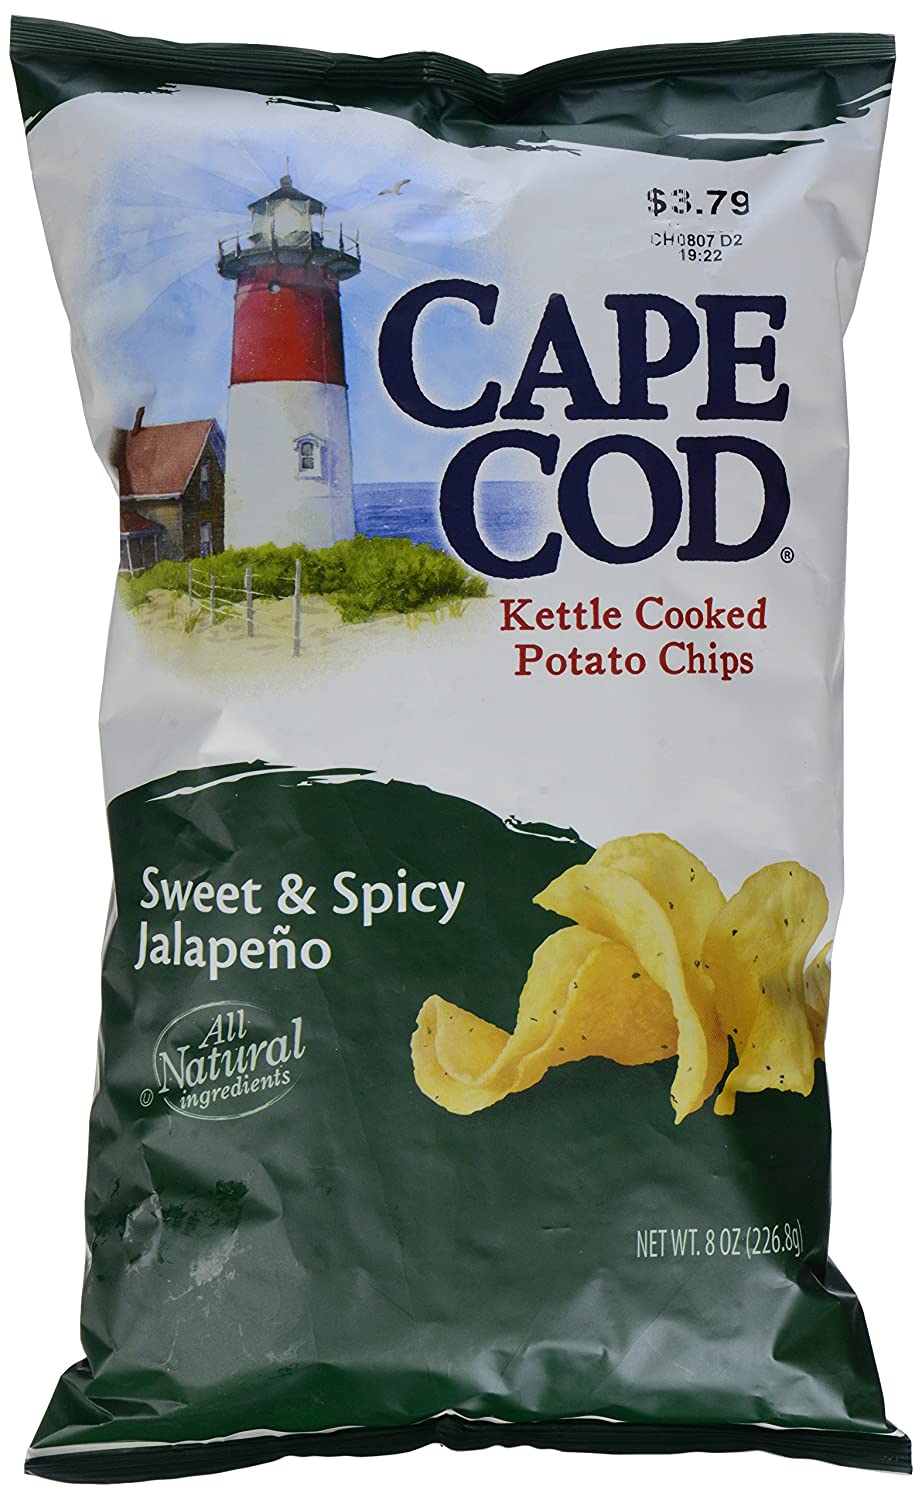 $3.79
CH0807 D2
19:22
CAPE
COD®
Kettle Cooked
Potato Chips
Sweet & Spicy
Jalapeño
All
Natural
ingredients
Ⓤ
NET WT. 8 OZ (226.8g)